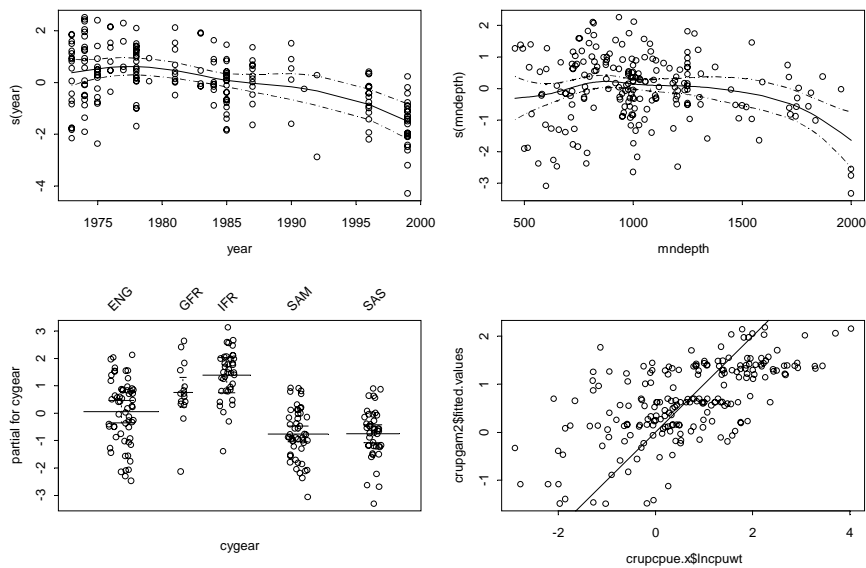 s(year)
2
0
-2
-4
1975 1980 1985 1990 1995 2000
year
s(mndepth)
2
1
0
-1
-2
-3
500 1000 1500 2000
mndepth
ENG GFR IFR SAM SAS
partial for cygear
3
2
1
0
-1
-2
-3
cygear
crupgam2$fitted.values
2
1
0
-1
-2 0 2 4
crupcpue.x$lncpuwt